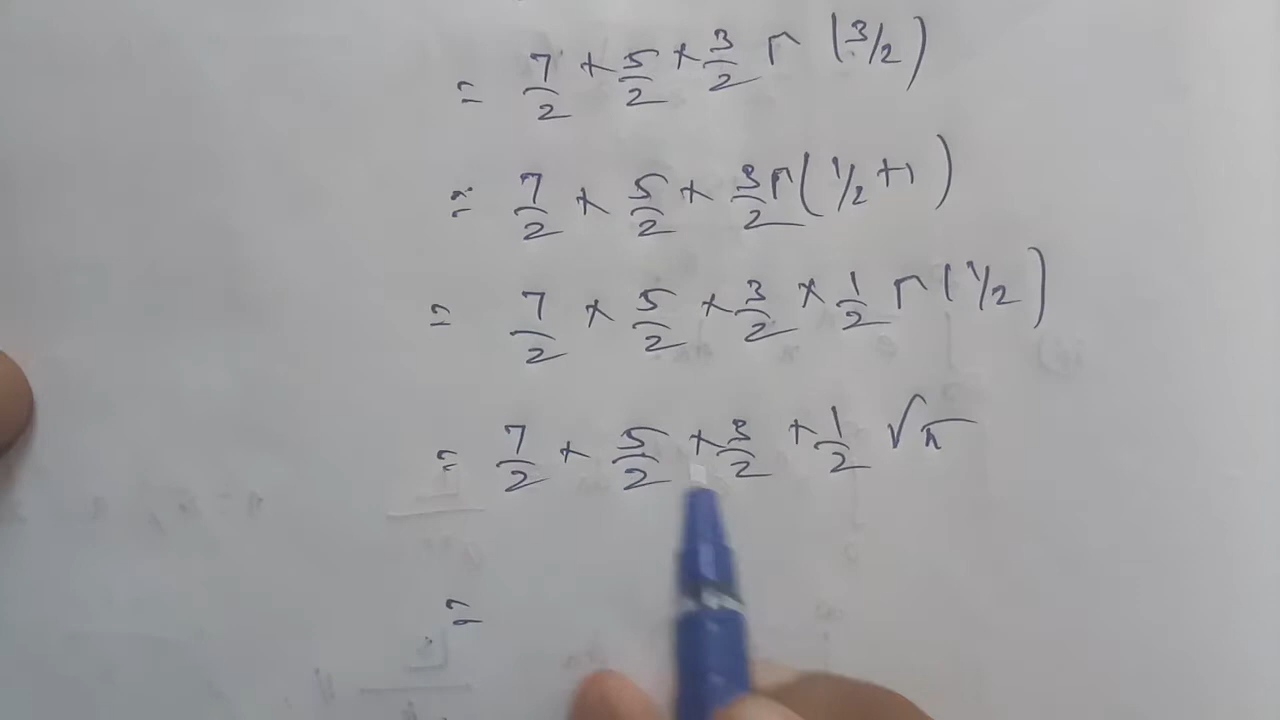 = 7/2 × 5/2 × 3/2 Γ (3/2)
= 7/2 × 5/2 × 3/2 Γ(1/2 +1)
= 7/2 × 5/2 × 3/2 × 1/2 Γ(1/2)
= 7/2 × 5/2 × 3/2 × 1/2 √π
=